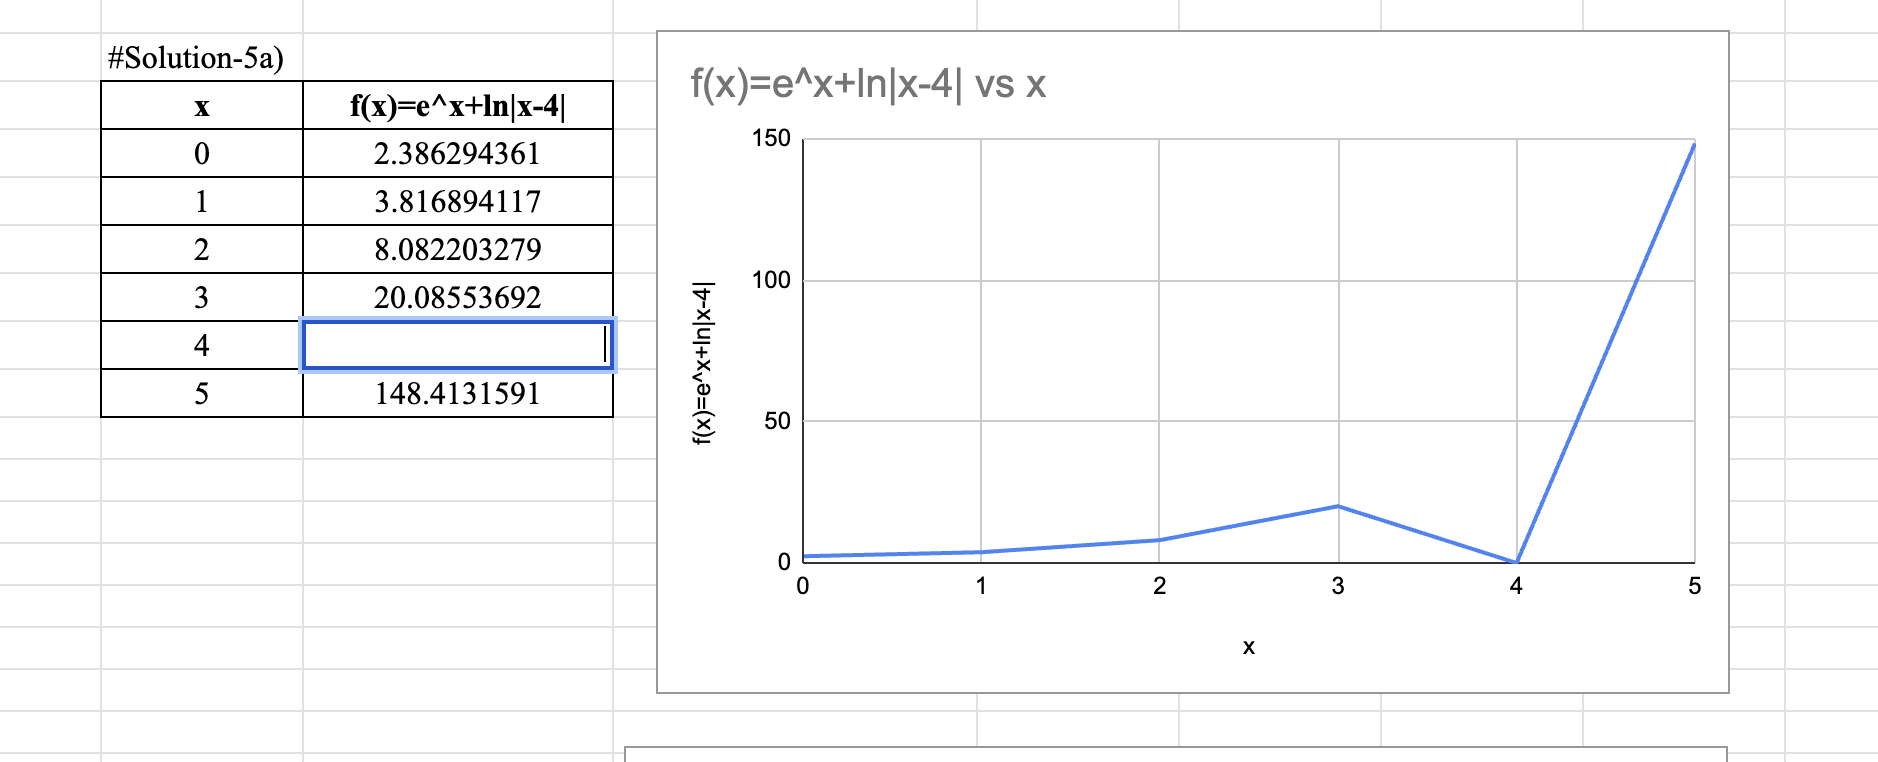 #Solution-5a)
x f(x)=e^x+ln|x-4|
0 2.386294361
1 3.816894117
2 8.082203279
3 20.08553692
4
5 148.4131591
f(x)=e^x+ln|x-4| vs x
f(x)=e^x+ln|x-4|
150
100
50
0
0 1 2 3 4 5
x